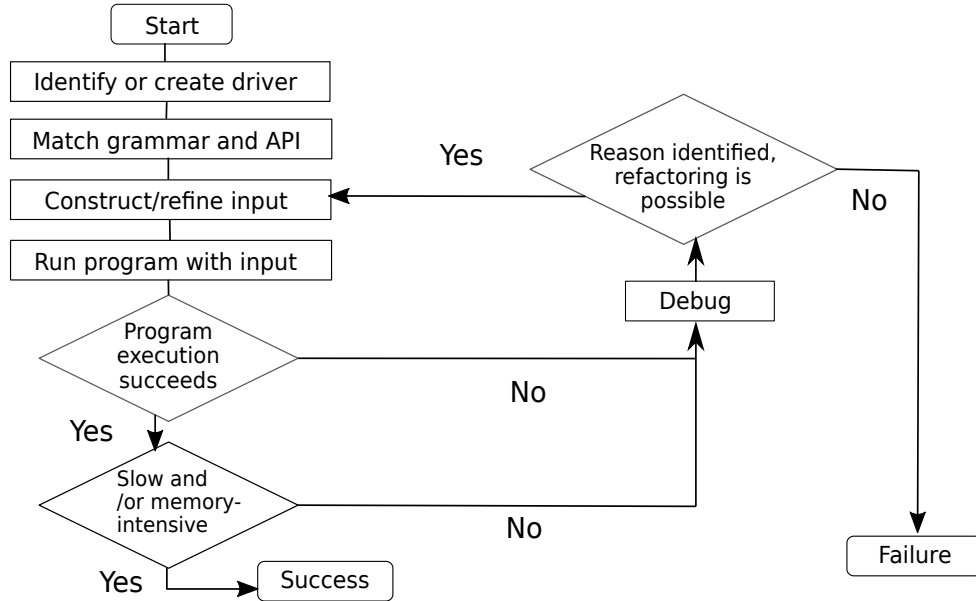 Start
Identify or create driver
Match grammar and API
Construct/refine input
Run program with input
Program
execution
succeeds
Yes
No
Slow and
/or memory-
intensive
Yes
No
Success
Debug
Reason identified,
refactoring is
possible
Yes
No
Failure